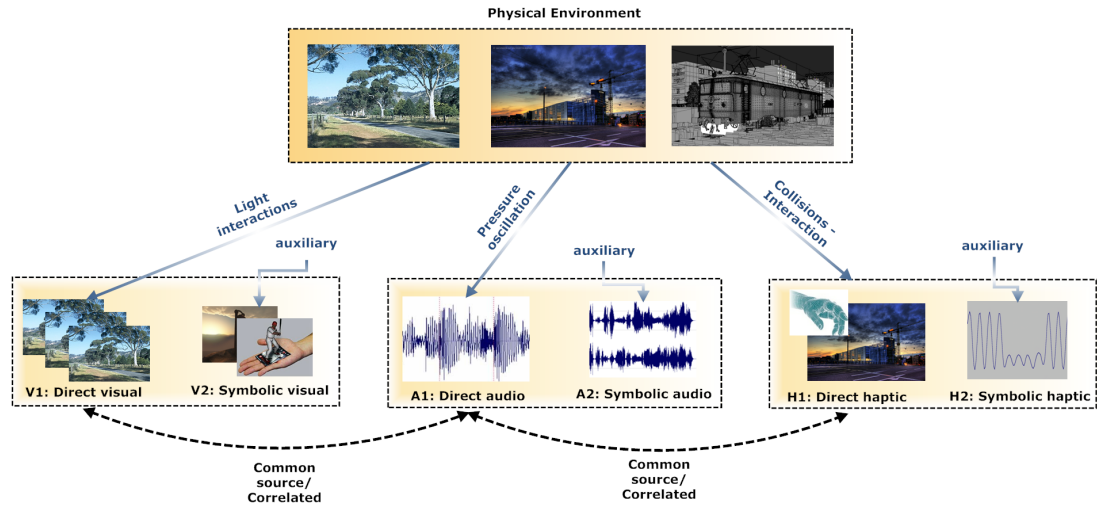 Physical Environment
Light
interactions
Pressure
oscillation
Collisions -
Interaction
auxiliary
auxiliary
auxiliary
V1: Direct visual
V2: Symbolic visual
A1: Direct audio
A2: Symbolic audio
H1: Direct haptic
H2: Symbolic haptic
Common
source/
Correlated
Common
source/
Correlated